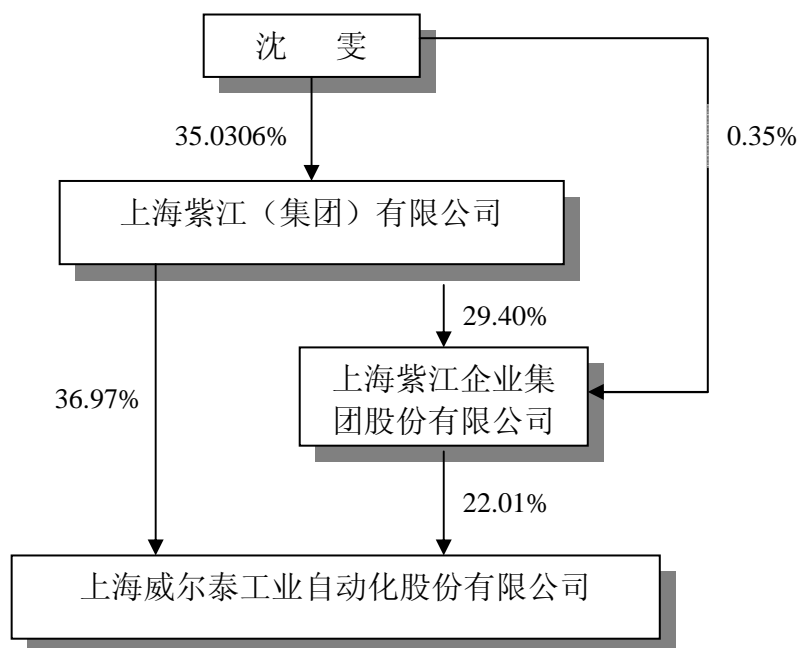 沈 雯
35.0306%
0.35%
上海紫江（集团）有限公司
29.40%
36.97%
上海紫江企业集
团股份有限公司
22.01%
上海威尔泰工业自动化股份有限公司